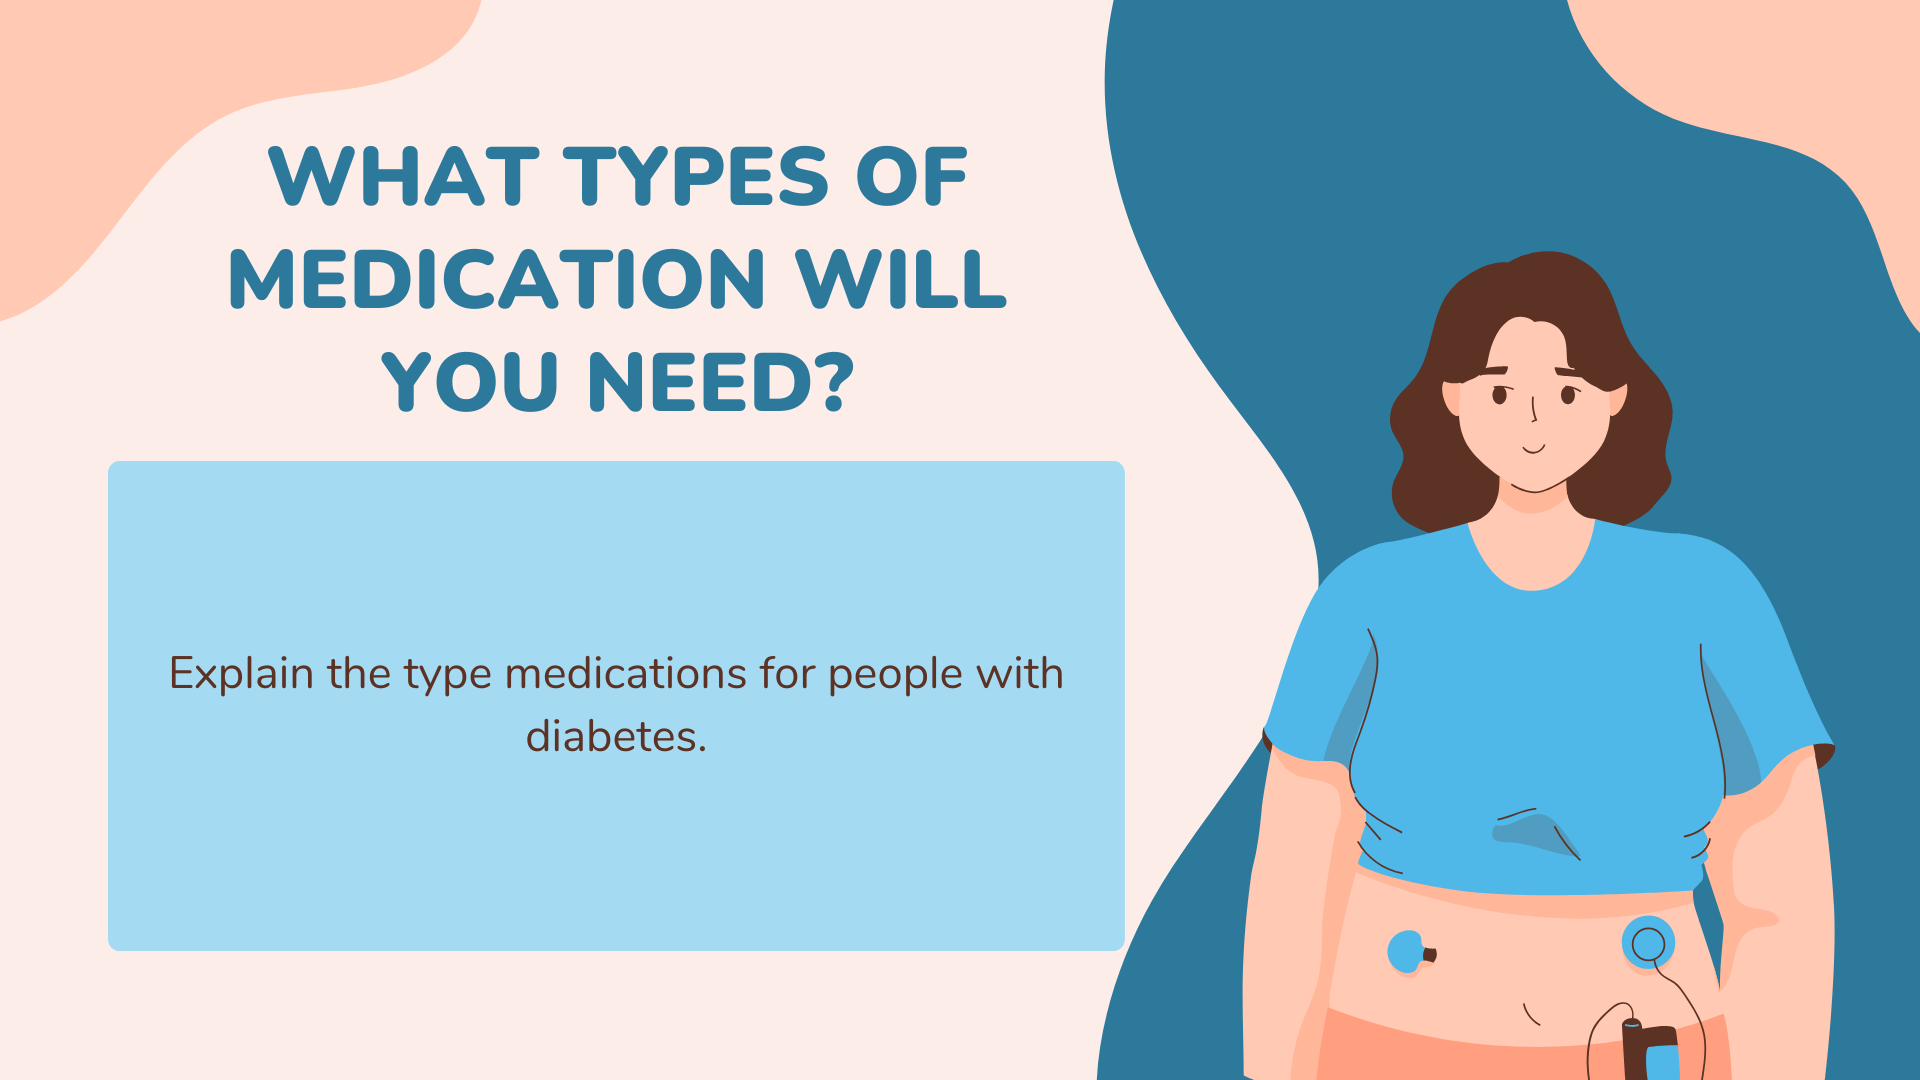 WHAT TYPES OF
MEDICATION WILL
YOU NEED?
Explain the type medications for people with
diabetes.